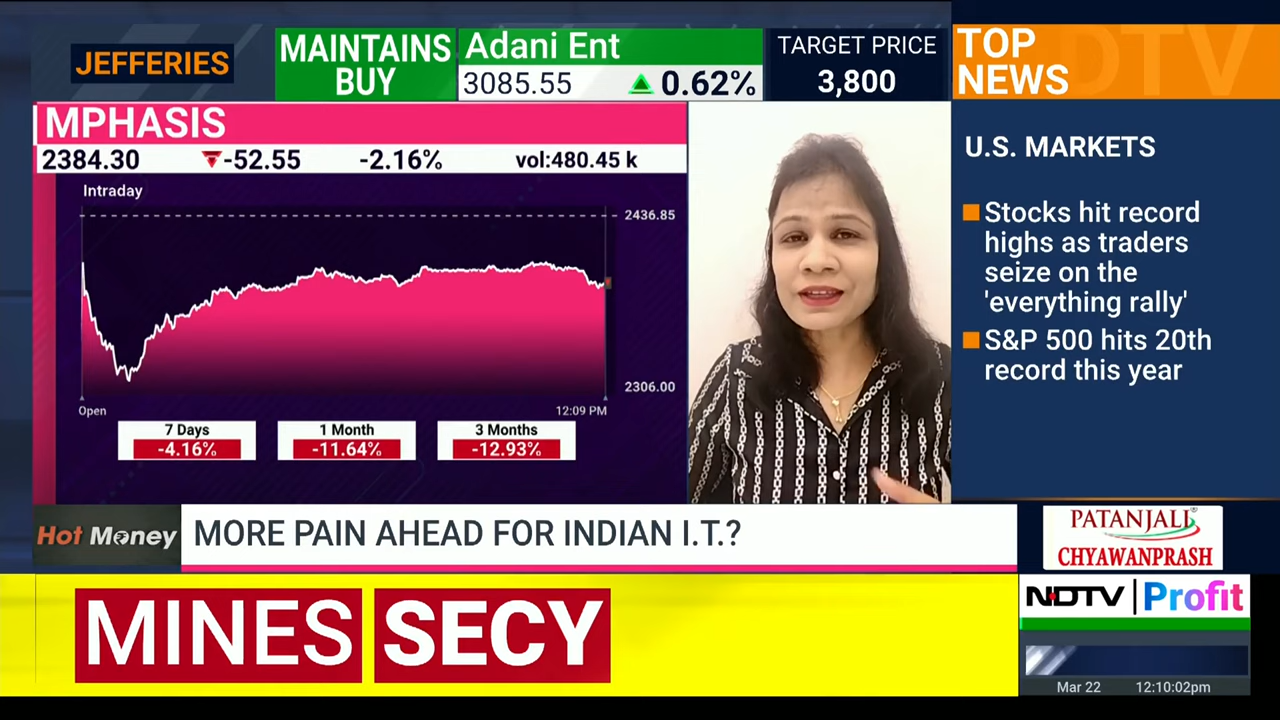 JEFFERIES
MAINTAINS
BUY
Adani Ent
3085.55 0.62%
TARGET PRICE
3,800
TOP
NEWS
NDTV
MPHASIS
2384.30 -52.55 -2.16% vol:480.45 k
Intraday
2436.85
2306.00
Open 12:09 PM
7 Days 1 Month 3 Months
-4.16% -11.64% -12.93%
U.S. MARKETS
Stocks hit record
highs as traders
seize on the
'everything rally'
S&P 500 hits 20th
record this year
Hot Money
MORE PAIN AHEAD FOR INDIAN I.T.?
PATANJALI
CHYAWANPRASH
MINES SECY
NDTV Profit
Mar 22 12:10:02pm